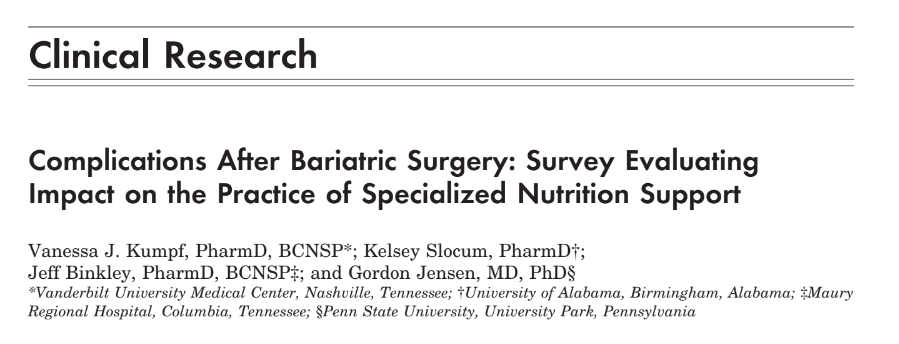 Clinical Research
Complications After Bariatric Surgery: Survey Evaluating
Impact on the Practice of Specialized Nutrition Support
Vanessa J. Kumpf, PharmD, BCNSP*; Kelsey Slocum, PharmD†;
Jeff Binkley, PharmD, BCNSP‡; and Gordon Jensen, MD, PhD§
*Vanderbilt University Medical Center, Nashville, Tennessee; †University of Alabama, Birmingham, Alabama; ‡Maury
Regional Hospital, Columbia, Tennessee; §Penn State University, University Park, Pennsylvania